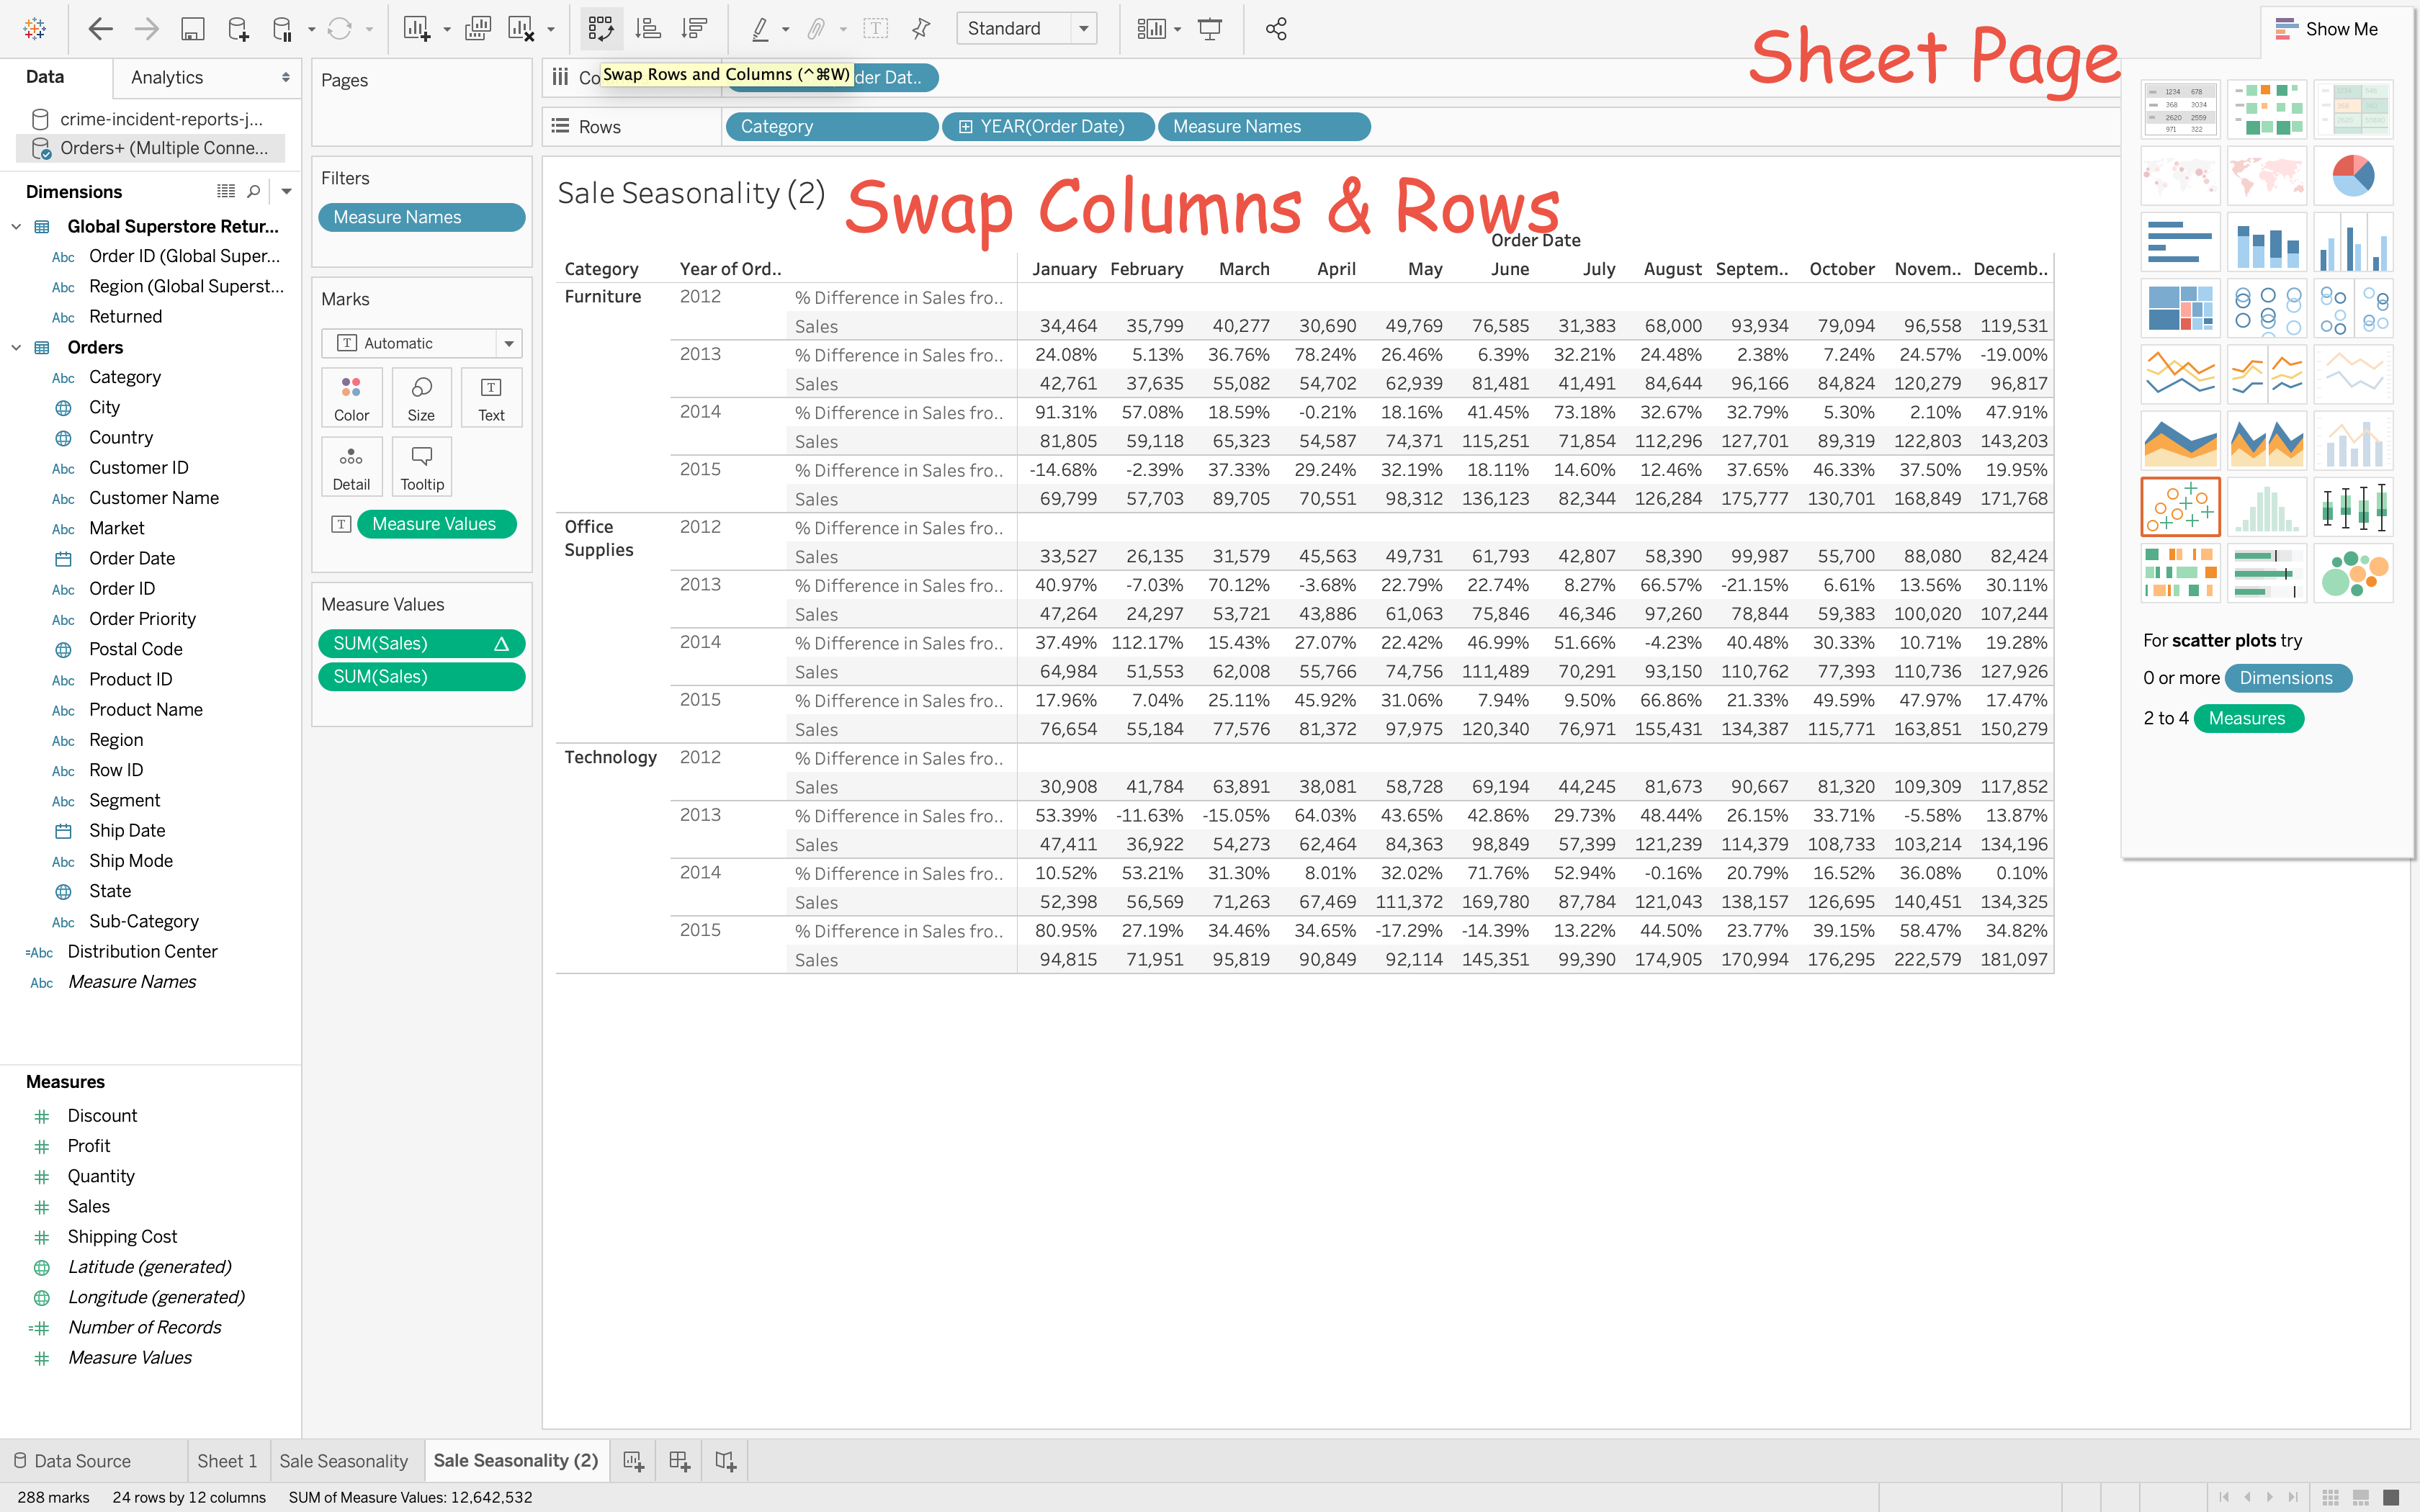 Standard
Sheet Page
Show Me
Data
Analytics
Pages
Co
Swap Rows and Columns (^⌘W)
der Dat..
crime-incident-reports-j...
Orders+ (Multiple Conne...
Rows
Category
YEAR(Order Date)
Measure Names
Dimensions
Global Superstore Retur...
Abc Order ID (Global Super...
Abc Region (Global Superst...
Abc Returned
Orders
Abc Category
City
Country
Abc Customer ID
Abc Customer Name
Abc Market
Order Date
Abc Order ID
Abc Order Priority
Postal Code
Abc Product ID
Abc Product Name
Abc Region
Abc Row ID
Abc Segment
Ship Date
Abc Ship Mode
State
Abc Sub-Category
=Abc Distribution Center
Abc Measure Names
Measures
# Discount
# Profit
# Quantity
# Sales
# Shipping Cost
Latitude (generated)
Longitude (generated)
=# Number of Records
# Measure Values
Filters
Measure Names
Marks
T Automatic
Color
Size
T Text
Detail
Tooltip
T Measure Values
Measure Values
SUM(Sales) △
SUM(Sales)
Sale Seasonality (2)
Swap Columns & Rows
Order Date
Category Year of Ord.. January February March April May June July August Septem.. October Novem.. Decemb..
Furniture 2012 % Difference in Sales fro..
Sales 34,464 35,799 40,277 30,690 49,769 76,585 31,383 68,000 93,934 79,094 96,558 119,531
2013 % Difference in Sales fro.. 24.08% 5.13% 36.76% 78.24% 26.46% 6.39% 32.21% 24.48% 2.38% 7.24% 24.57% -19.00%
Sales 42,761 37,635 55,082 54,702 62,939 81,481 41,491 84,644 96,166 84,824 120,279 96,817
2014 % Difference in Sales fro.. 91.31% 57.08% 18.59% -0.21% 18.16% 41.45% 73.18% 32.67% 32.79% 5.30% 2.10% 47.91%
Sales 81,805 59,118 65,323 54,587 74,371 115,251 71,854 112,296 127,701 89,319 122,803 143,203
2015 % Difference in Sales fro.. -14.68% -2.39% 37.33% 29.24% 32.19% 18.11% 14.60% 12.46% 37.65% 46.33% 37.50% 19.95%
Sales 69,799 57,703 89,705 70,551 98,312 136,123 82,344 126,284 175,777 130,701 168,849 171,768
Office Supplies 2012 % Difference in Sales fro..
Sales 33,527 26,135 31,579 45,563 49,731 61,793 42,807 58,390 99,987 55,700 88,080 82,424
2013 % Difference in Sales fro.. 40.97% -7.03% 70.12% -3.68% 22.79% 22.74% 8.27% 66.57% -21.15% 6.61% 13.56% 30.11%
Sales 47,264 24,297 53,721 43,886 61,063 75,846 46,346 97,260 78,844 59,383 100,020 107,244
2014 % Difference in Sales fro.. 37.49% 112.17% 15.43% 27.07% 22.42% 46.99% 51.66% -4.23% 40.48% 30.33% 10.71% 19.28%
Sales 64,984 51,553 62,008 55,766 74,756 111,489 70,291 93,150 110,762 77,393 110,736 127,926
2015 % Difference in Sales fro.. 17.96% 7.04% 25.11% 45.92% 31.06% 7.94% 9.50% 66.86% 21.33% 49.59% 47.97% 17.47%
Sales 76,654 55,184 77,576 81,372 97,975 120,340 76,971 155,431 134,387 115,771 163,851 150,279
Technology 2012 % Difference in Sales fro..
Sales 30,908 41,784 63,891 38,081 58,728 69,194 44,245 81,673 90,667 81,320 109,309 117,852
2013 % Difference in Sales fro.. 53.39% -11.63% -15.05% 64.03% 43.65% 42.86% 29.73% 48.44% 26.15% 33.71% -5.58% 13.87%
Sales 47,411 36,922 54,273 62,464 84,363 98,849 57,399 121,239 114,379 108,733 103,214 134,196
2014 % Difference in Sales fro.. 10.52% 53.21% 31.30% 8.01% 32.02% 71.76% 52.94% -0.16% 20.79% 16.52% 36.08% 0.10%
Sales 52,398 56,569 71,263 67,469 111,372 169,780 87,784 121,043 138,157 126,695 140,451 134,325
2015 % Difference in Sales fro.. 80.95% 27.19% 34.46% 34.65% -17.29% -14.39% 13.22% 44.50% 23.77% 39.15% 58.47% 34.82%
Sales 94,815 71,951 95,819 90,849 92,114 145,351 99,390 174,905 170,994 176,295 222,579 181,097
1234 678
368 3034
2620 2559
971 322
For scatter plots try
0 or more Dimensions
2 to 4 Measures
Data Source
Sheet 1
Sale Seasonality
Sale Seasonality (2)
288 marks 24 rows by 12 columns SUM of Measure Values: 12,642,532